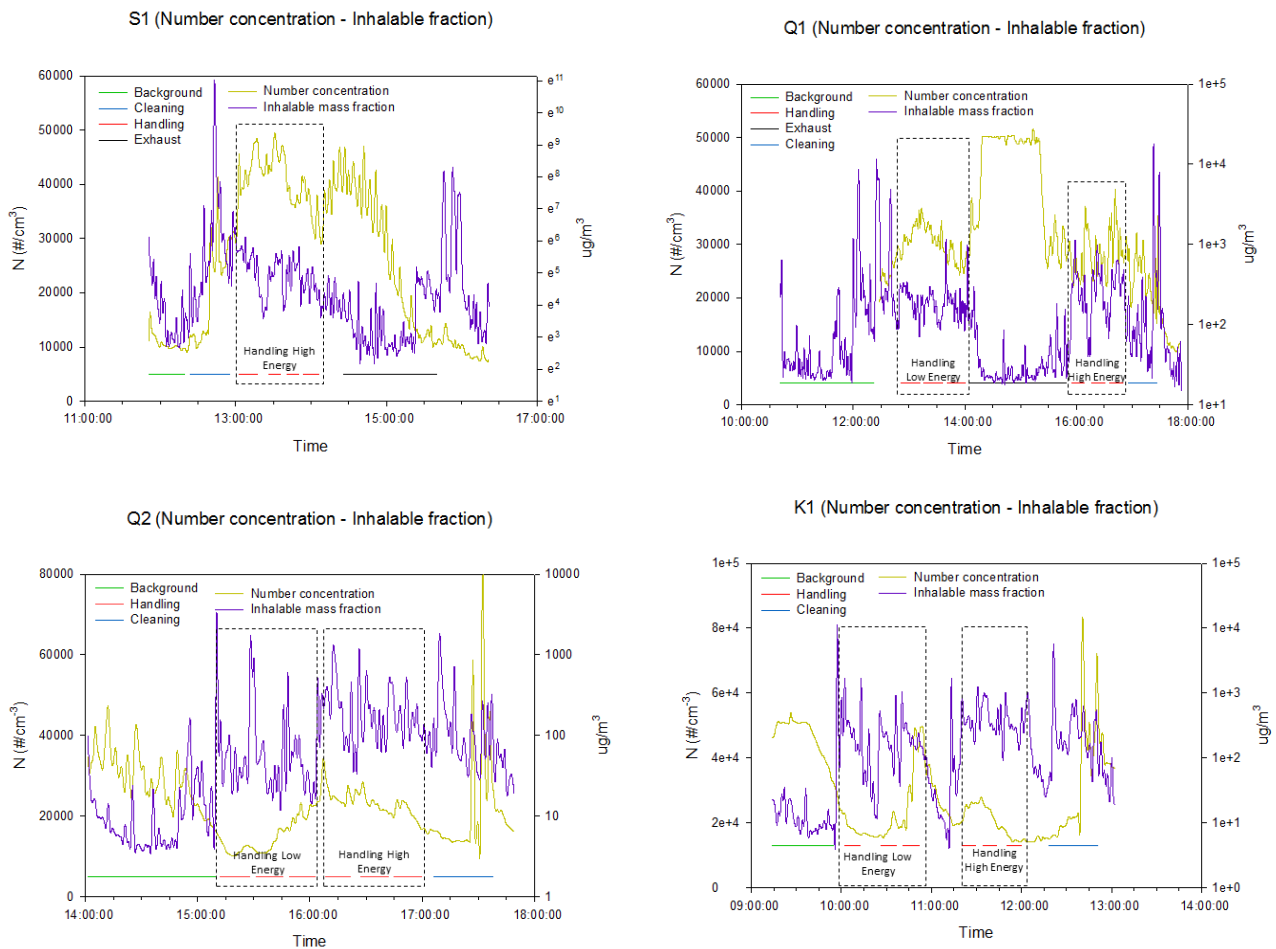 S1 (Number concentration - Inhalable fraction)
60000
50000
40000
30000
20000
10000
0
N (#/cm3)
Background
Cleaning
Handling
Exhaust
Number concentration
Inhalable mass fraction
Handling High
Energy
e11
e10
e9
e8
e7
e6
e5
e4
e3
e2
e1
ug/m3
11:00:00
13:00:00
15:00:00
17:00:00
Time
Q1 (Number concentration - Inhalable fraction)
60000
50000
40000
30000
20000
10000
0
N (#/cm3)
Background
Handling
Exhaust
Cleaning
Number concentration
Inhalable mass fraction
Handling
Low Energy
Handling
High Energy
1e+5
1e+4
1e+3
1e+2
1e+1
ug/m3
10:00:00
12:00:00
14:00:00
16:00:00
18:00:00
Time
Q2 (Number concentration - Inhalable fraction)
80000
60000
40000
20000
0
N (#/cm-3)
Background
Handling
Cleaning
Number concentration
Inhalable mass fraction
Handling Low
Energy
Handling High
Energy
10000
1000
100
10
1
ug/m3
14:00:00
15:00:00
16:00:00
17:00:00
18:00:00
Time
K1 (Number concentration - Inhalable fraction)
1e+5
8e+4
6e+4
4e+4
2e+4
0
N (#/cm-3)
Background
Handling
Cleaning
Number concentration
Inhalable mass fraction
Handling Low
Energy
Handling
High Energy
1e+5
1e+4
1e+3
1e+2
1e+1
1e+0
ug/m3
09:00:00
10:00:00
11:00:00
12:00:00
13:00:00
14:00:00
Time